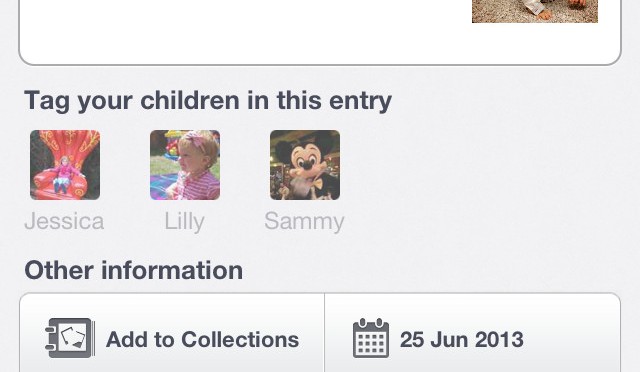 Tag your children in this entry
Jessica Lilly Sammy
Other information
Add to Collections 25 Jun 2013